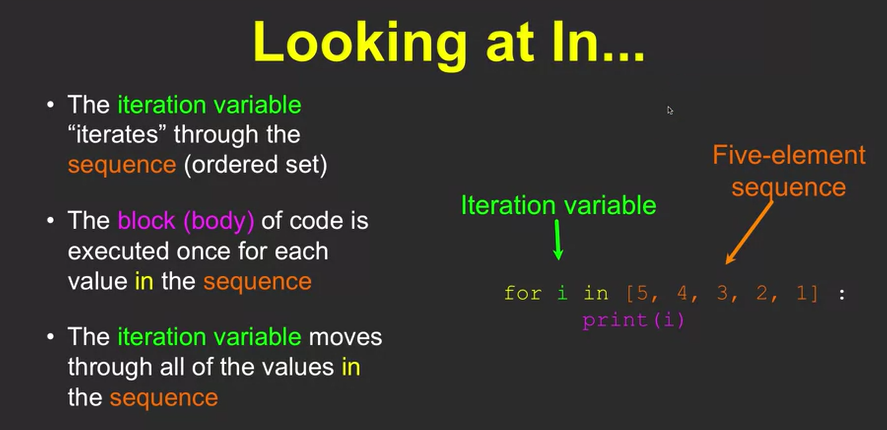 Looking at In...
• The iteration variable
“iterates” through the
sequence (ordered set)
• The block (body) of code is
executed once for each
value in the sequence
• The iteration variable moves
through all of the values in
the sequence
Five-element
sequence
Iteration variable
for i in [5, 4, 3, 2, 1] :
print(i)